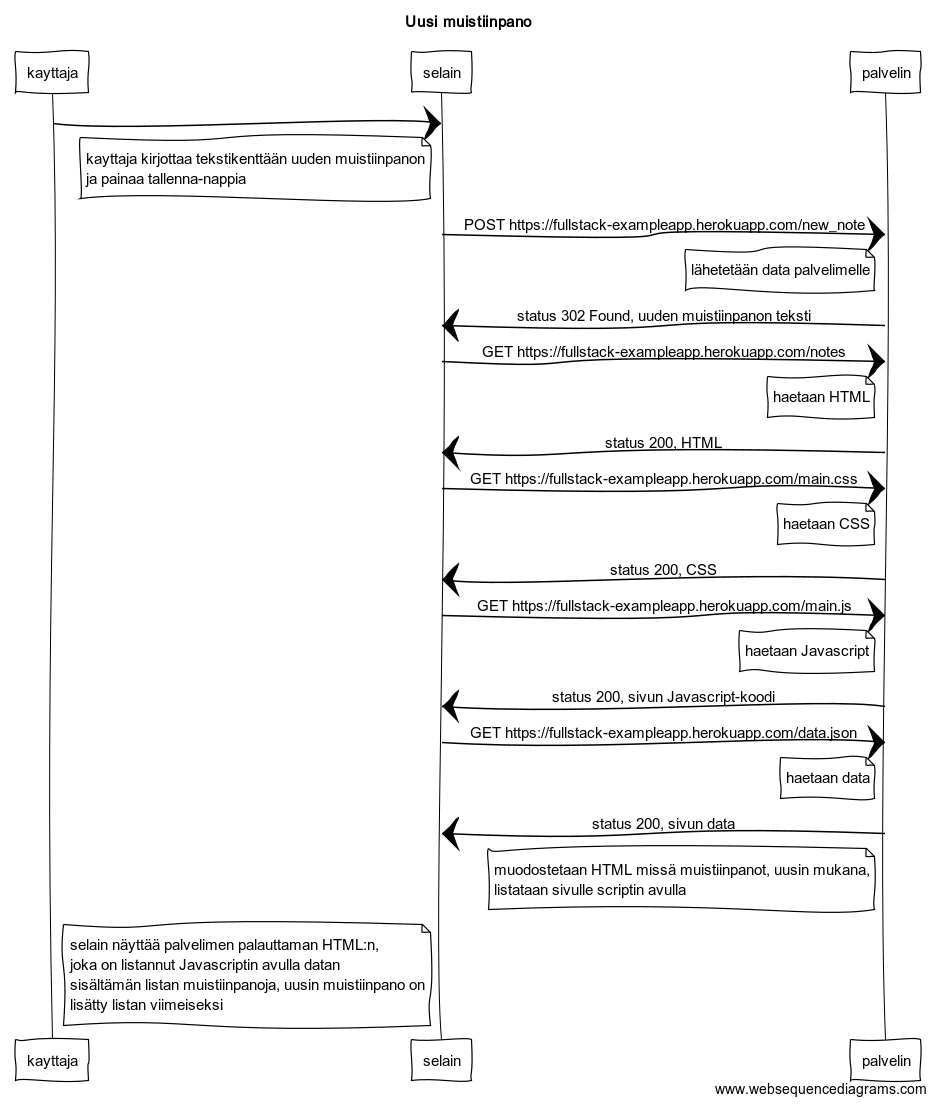 Uusi muistiinpano
kayttaja
selain
palvelin
kayttaja kirjottaa tekstikenttään uuden muistiinpanon
ja painaa tallenna-nappia
POST https://fullstack-exampleapp.herokuapp.com/new_note
lähetetään data palvelimelle
status 302 Found, uuden muistiinpanon teksti
GET https://fullstack-exampleapp.herokuapp.com/notes
haetaan HTML
status 200, HTML
GET https://fullstack-exampleapp.herokuapp.com/main.css
haetaan CSS
status 200, CSS
GET https://fullstack-exampleapp.herokuapp.com/main.js
haetaan Javascript
status 200, sivun Javascript-koodi
GET https://fullstack-exampleapp.herokuapp.com/data.json
haetaan data
status 200, sivun data
muodostetaan HTML missä muistiinpanot, uusin mukana,
listataan sivulle scriptin avulla
selain näyttää palvelimen palauttaman HTML:n,
joka on listannut Javascriptin avulla datan
sisältämän listan muistiinpanoja, uusin muistiinpano on
lisätty listan viimeiseksi
kayttaja
selain
palvelin
www.websequencediagrams.com